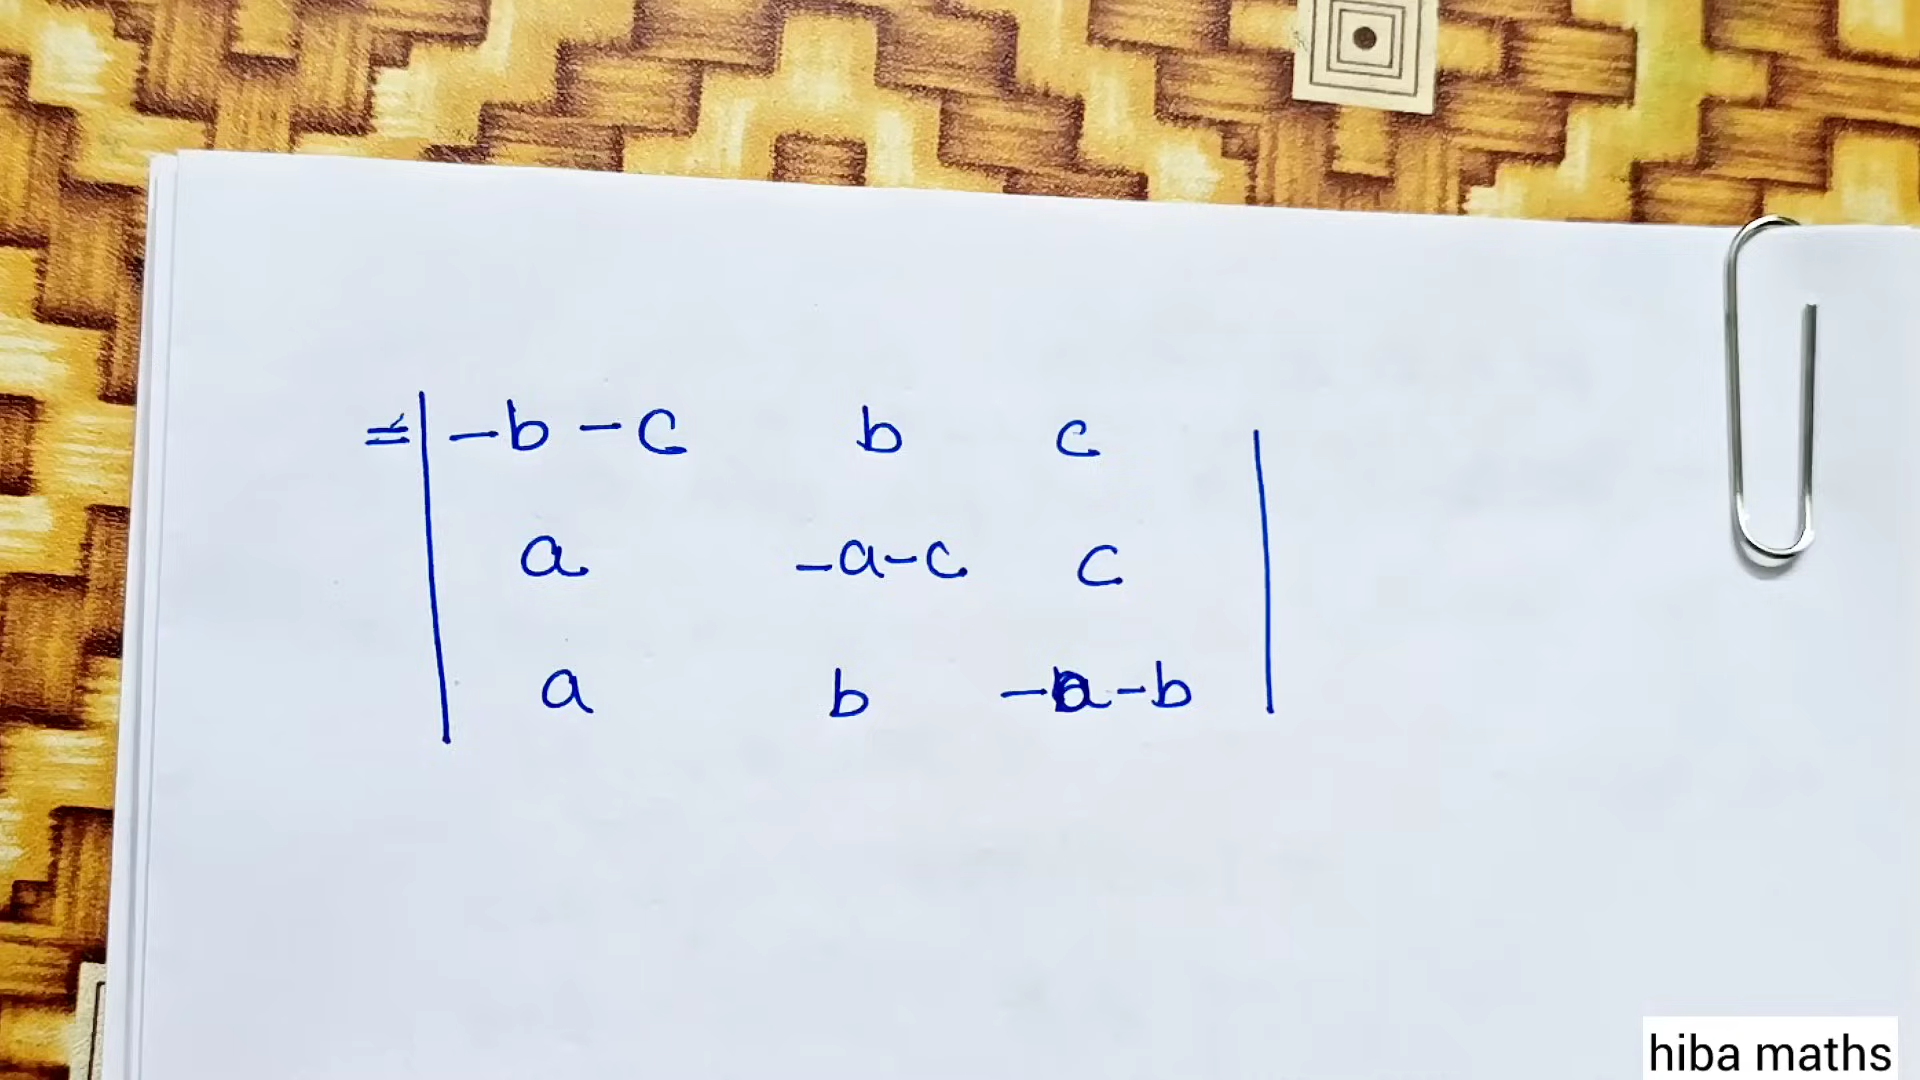 = | -b - c b c |
a -a-c c
a b -a-b
hiba maths